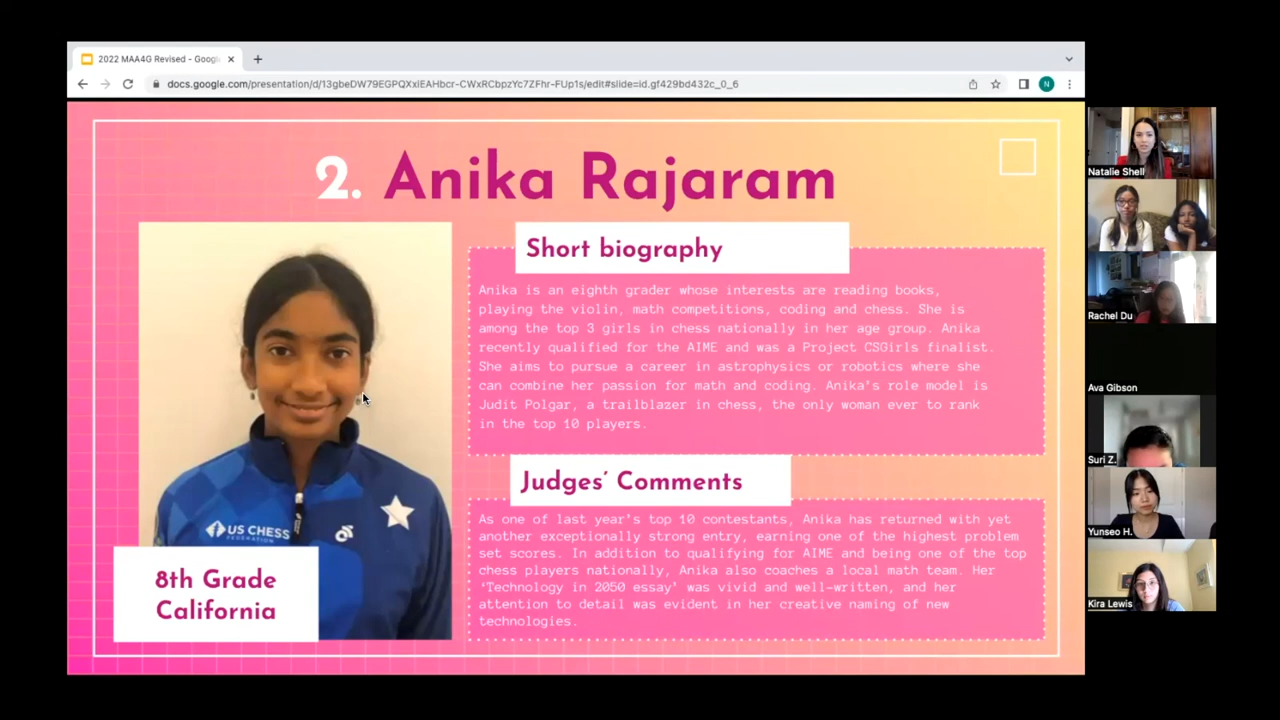 2022 MAA4G Revised - Googl
docs.google.com/presentation/d/13gbeDW79EGPQXxiEAHbcr-CWxRCbpzYc7ZFhr-FUp1s/edit#slide=id.gf429bd432c_0_6
N
2. Anika Rajaram
Short biography
Anika is an eighth grader whose interests are reading books,
playing the violin, math competitions, coding and chess. She is
among the top 3 girls in chess nationally in her age group. Anika
recently qualified for the AIME and was a Project CSGirls finalist.
She aims to pursue a career in astrophysics or robotics where she
can combine her passion for math and coding. Anika's role model is
Judit Polgar, a trailblazer in chess, the only woman ever to rank
in the top 10 players.
Judges' Comments
As one of last year's top 10 contestants, Anika has returned with yet
another exceptionally strong entry, earning one of the highest problem
set scores. In addition to qualifying for AIME and being one of the top
chess players nationally, Anika also coaches a local math team. Her
'Technology in 2050 essay' was vivid and well-written, and her
attention to detail was evident in her creative naming of new
technologies.
US CHESS
FEDERATION
8th Grade
California
Natalie Shell
Rachel Du
Ava Gibson
Suri Z.
Yunseo H.
Kira Lewis